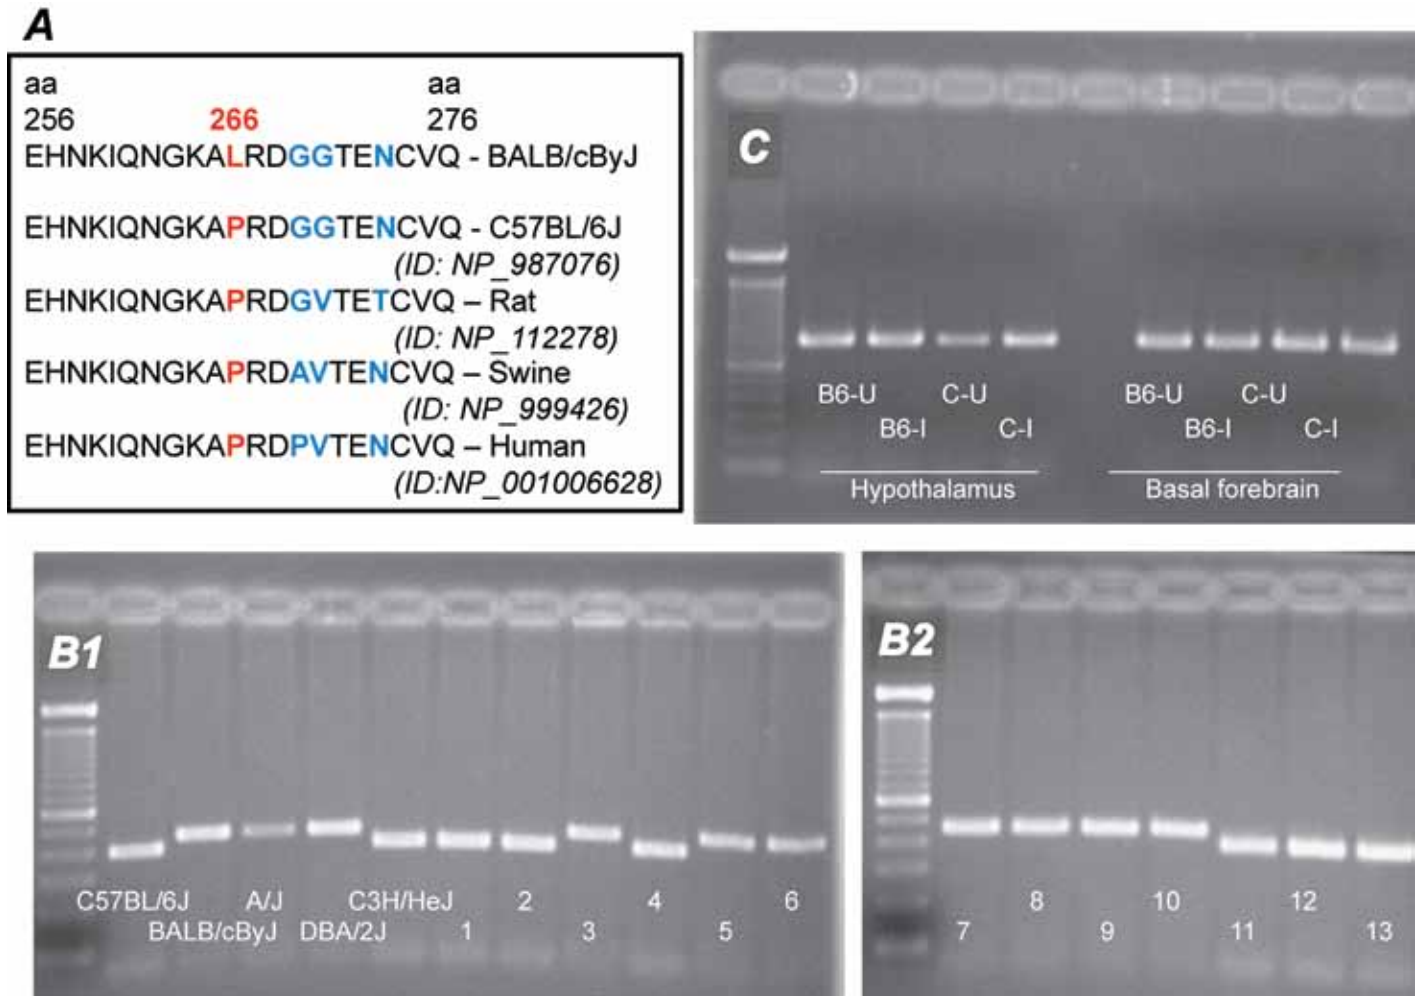 A
aa aa
256 266 276
EHNKIQNGKALRDGGTENCVQ - BALB/cByJ
EHNKIQNGKAPRDGGTENCVQ - C57BL/6J
(ID: NP_987076)
EHNKIQNGKAPRDGVTETCVQ – Rat
(ID: NP_112278)
EHNKIQNGKAPRDAVTENCVQ – Swine
(ID: NP_999426)
EHNKIQNGKAPRDPVTENCVQ – Human
(ID:NP_001006628)
C
B6-U C-U B6-U C-U
B6-I C-I B6-I C-I
Hypothalamus Basal forebrain
B1
C57BL/6J A/J C3H/HeJ 2 4 6
BALB/cByJ DBA/2J 1 3 5
B2
8 10 12
7 9 11 13